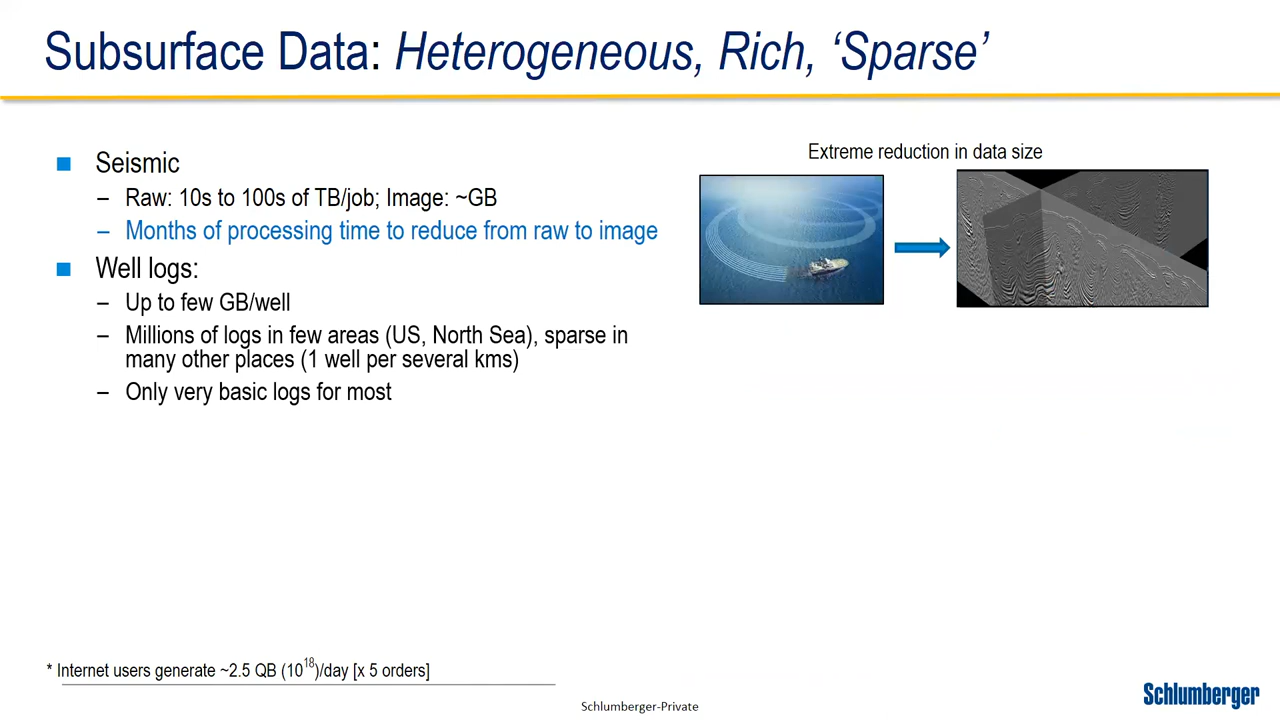 Subsurface Data: Heterogeneous, Rich, ‘Sparse’
■ Seismic
– Raw: 10s to 100s of TB/job; Image: ~GB
– Months of processing time to reduce from raw to image
■ Well logs:
– Up to few GB/well
– Millions of logs in few areas (US, North Sea), sparse in
many other places (1 well per several kms)
– Only very basic logs for most
Extreme reduction in data size
* Internet users generate ~2.5 QB (10^18)/day [x 5 orders]
Schlumberger-Private
Schlumberger